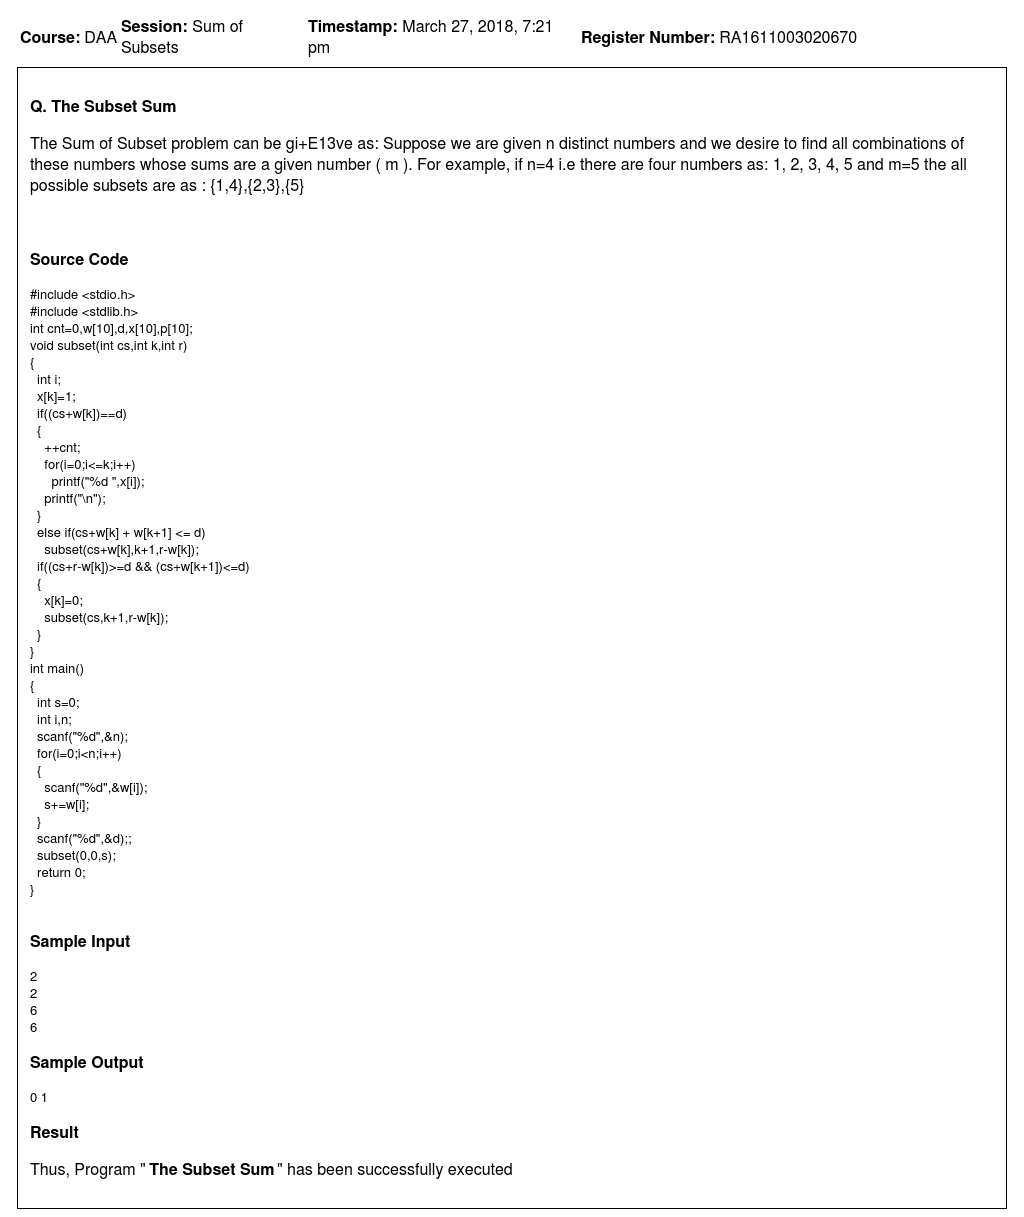 Course: DAA Session: Sum of Subsets Timestamp: March 27, 2018, 7:21 pm Register Number: RA1611003020670
Q. The Subset Sum
The Sum of Subset problem can be gi+E13ve as: Suppose we are given n distinct numbers and we desire to find all combinations of
these numbers whose sums are a given number ( m ). For example, if n=4 i.e there are four numbers as: 1, 2, 3, 4, 5 and m=5 the all
possible subsets are as : {1,4},{2,3},{5}
Source Code
#include <stdio.h>
#include <stdlib.h>
int cnt=0,w[10],d,x[10],p[10];
void subset(int cs,int k,int r)
{
  int i;
  x[k]=1;
  if((cs+w[k])==d)
  {
    ++cnt;
    for(i=0;i<=k;i++)
      printf("%d ",x[i]);
    printf("\n");
  }
  else if(cs+w[k] + w[k+1] <= d)
    subset(cs+w[k],k+1,r-w[k]);
  if((cs+r-w[k])>=d && (cs+w[k+1])<=d)
  {
    x[k]=0;
    subset(cs,k+1,r-w[k]);
  }
}
int main()
{
  int s=0;
  int i,n;
  scanf("%d",&n);
  for(i=0;i<n;i++)
  {
    scanf("%d",&w[i]);
    s+=w[i];
  }
  scanf("%d",&d);;
  subset(0,0,s);
  return 0;
}
Sample Input
2
2
6
6
Sample Output
0 1
Result
Thus, Program " The Subset Sum " has been successfully executed